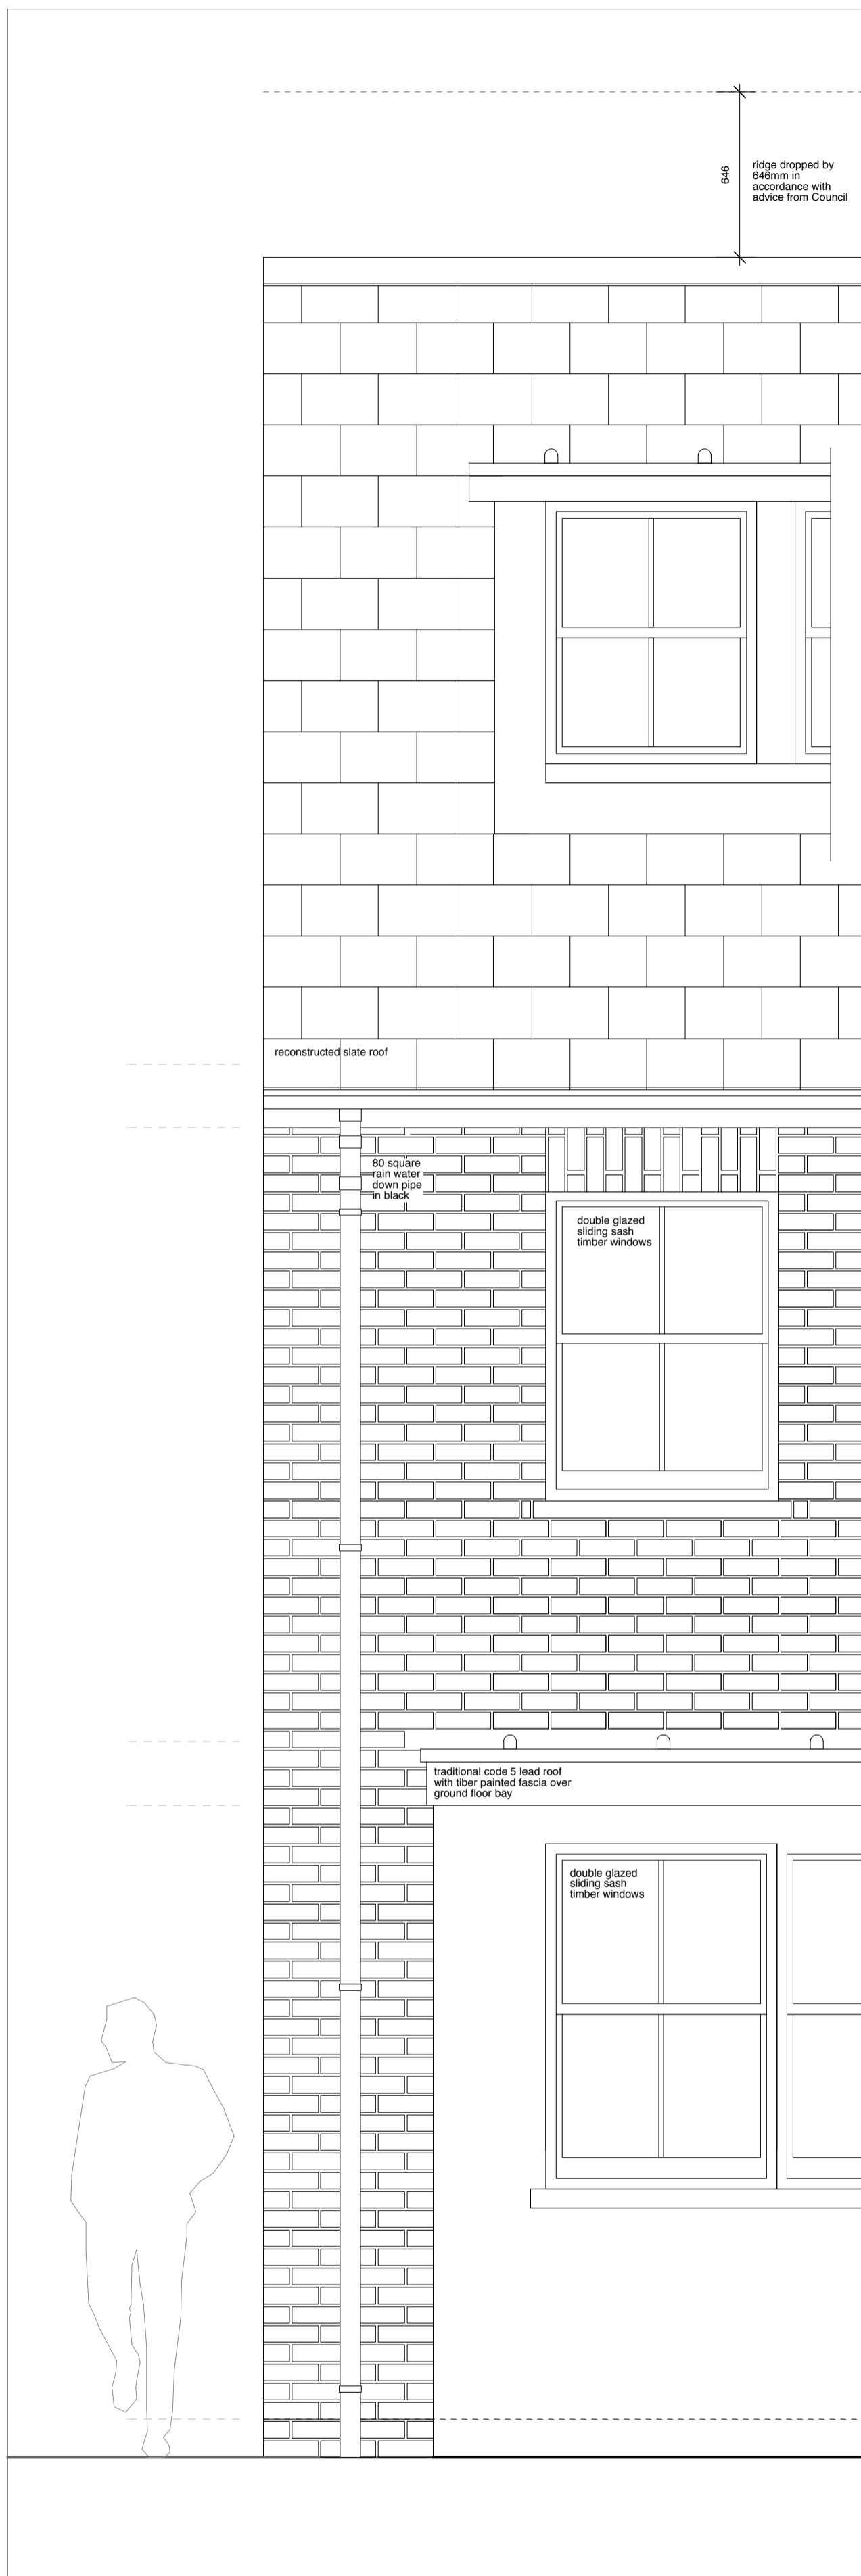 646
ridge dropped by
646mm in
accordance with
advice from Council
reconstructed slate roof
80 square
rain water
down pipe
in black
double glazed
sliding sash
timber windows
traditional code 5 lead roof
with tiber painted fascia over
ground floor bay
double glazed
sliding sash
timber windows